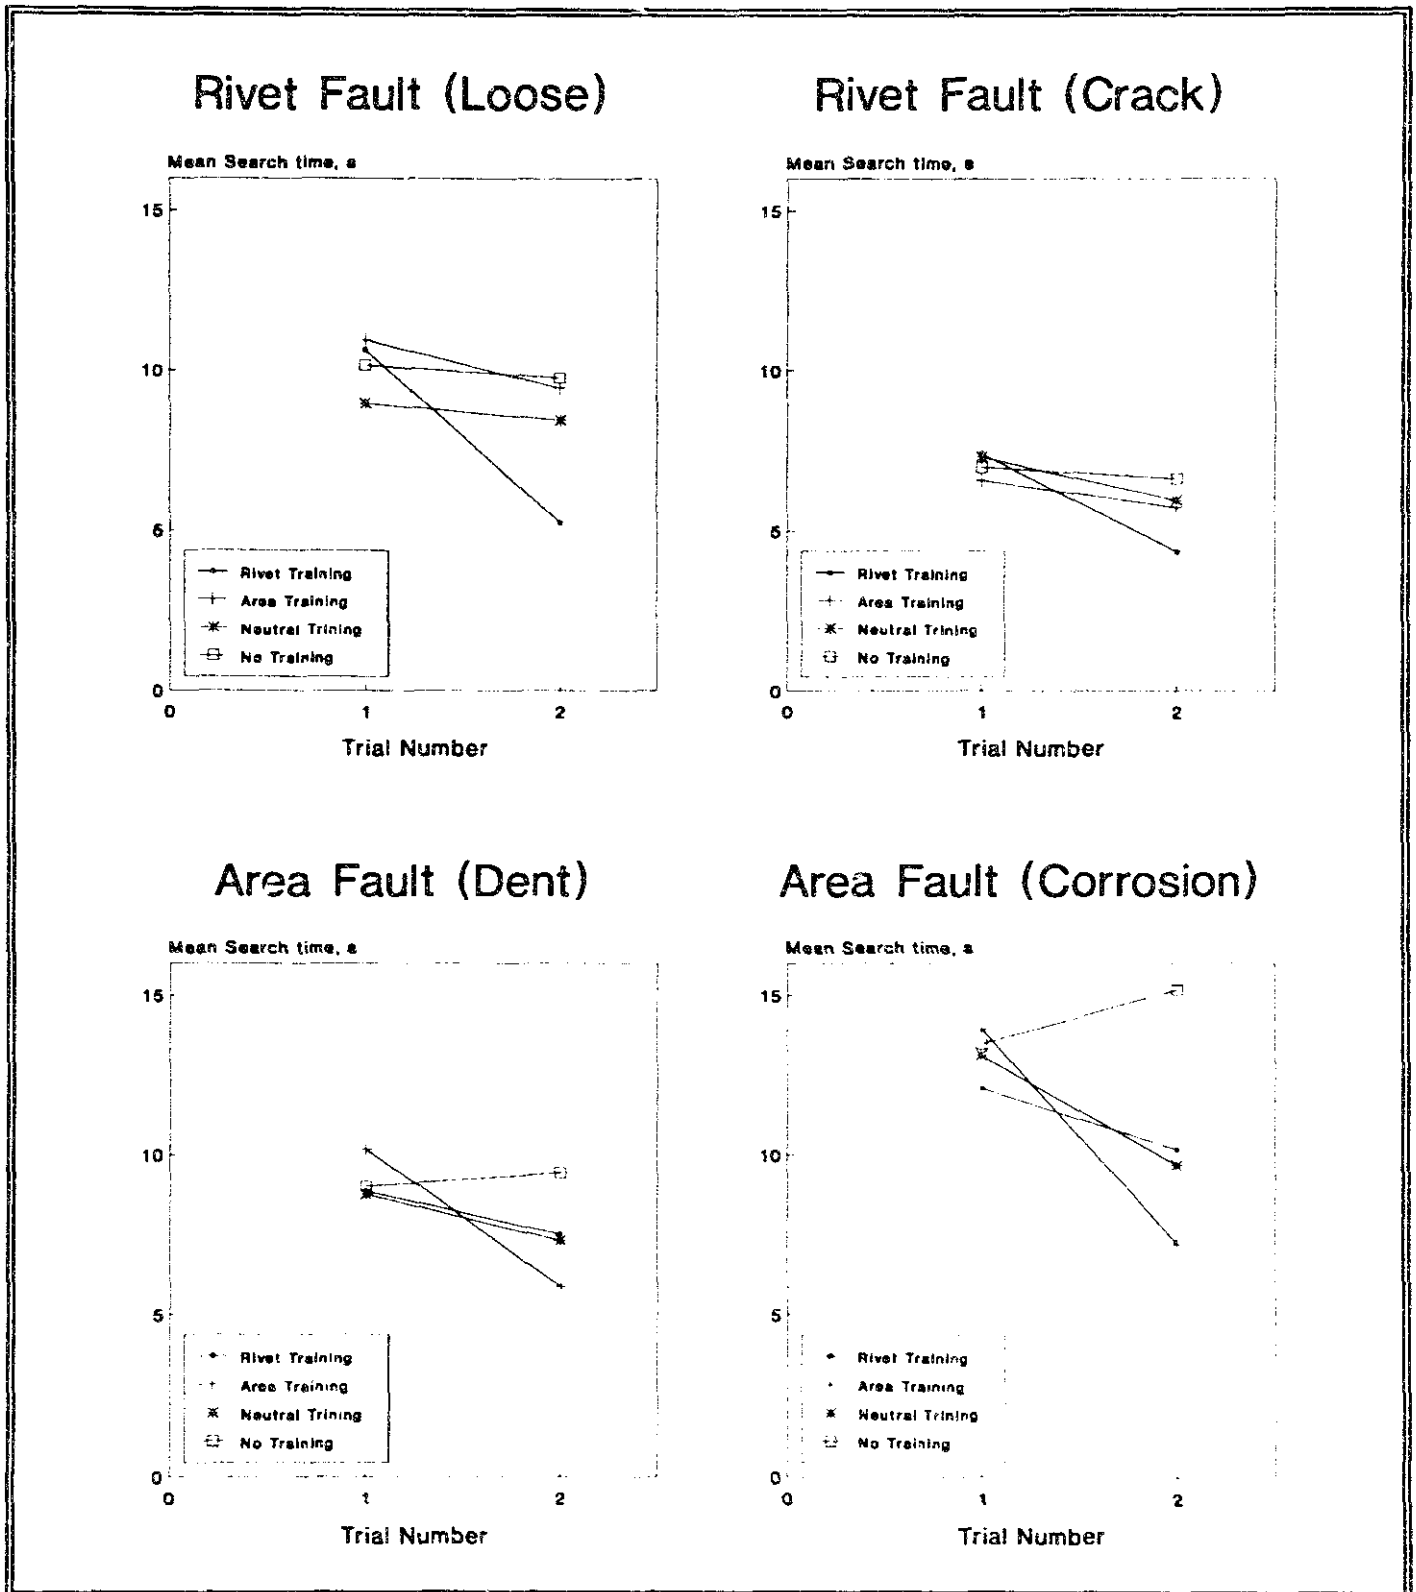 Rivet Fault (Loose)
Mean Search time, s
15
10
5
0
Rivet Training
Area Training
Neutral Trining
No Training
0 1 2
Trial Number
Rivet Fault (Crack)
Mean Search time, s
15
10
5
0
Rivet Training
Area Training
Neutral Trining
No Training
0 1 2
Trial Number
Area Fault (Dent)
Mean Search time, s
15
10
5
0
Rivet Training
Area Training
Neutral Trining
No Training
0 1 2
Trial Number
Area Fault (Corrosion)
Mean Search time, s
15
10
5
0
Rivet Training
Area Training
Neutral Trining
No Training
0 1 2
Trial Number